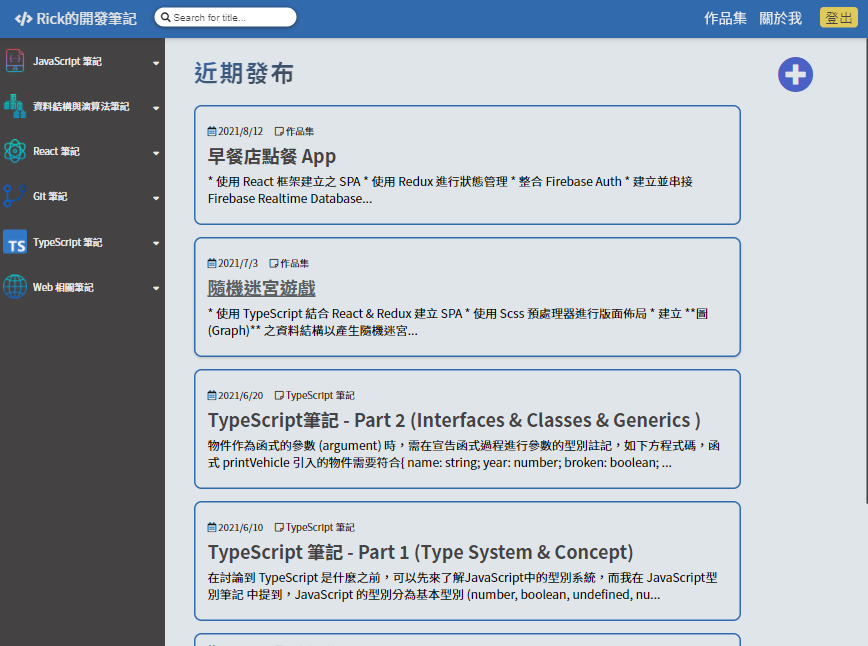 Rick的開發筆記
Search for title...
作品集 關於我 登出
JavaScript 筆記
資料結構與演算法筆記
React 筆記
Git 筆記
TS TypeScript 筆記
Web 相關筆記
近期發布
2021/8/12 作品集
早餐店點餐 App
* 使用 React 框架建立之 SPA * 使用 Redux 進行狀態管理 * 整合 Firebase Auth * 建立並串接
Firebase Realtime Database...
2021/7/3 作品集
隨機迷宮遊戲
* 使用 TypeScript 結合 React & Redux 建立 SPA * 使用 Scss 預處理器進行版面佈局 * 建立 **圖
(Graph)** 之資料結構以產生隨機迷宮...
2021/6/20 TypeScript 筆記
TypeScript筆記 - Part 2 (Interfaces & Classes & Generics )
物件作為函式的參數 (argument) 時，需在宣告函式過程進行參數的型別註記，如下方程式碼，函
式 printVehicle 引入的物件需要符合{ name: string; year: number; broken: boolean; ...
2021/6/10 TypeScript 筆記
TypeScript 筆記 - Part 1 (Type System & Concept)
在討論到 TypeScript 是什麼之前，可以先來了解JavaScript中的型別系統，而我在 JavaScript型
別筆記 中提到，JavaScript 的型別分為基本型別 (number, boolean, undefined, nu...